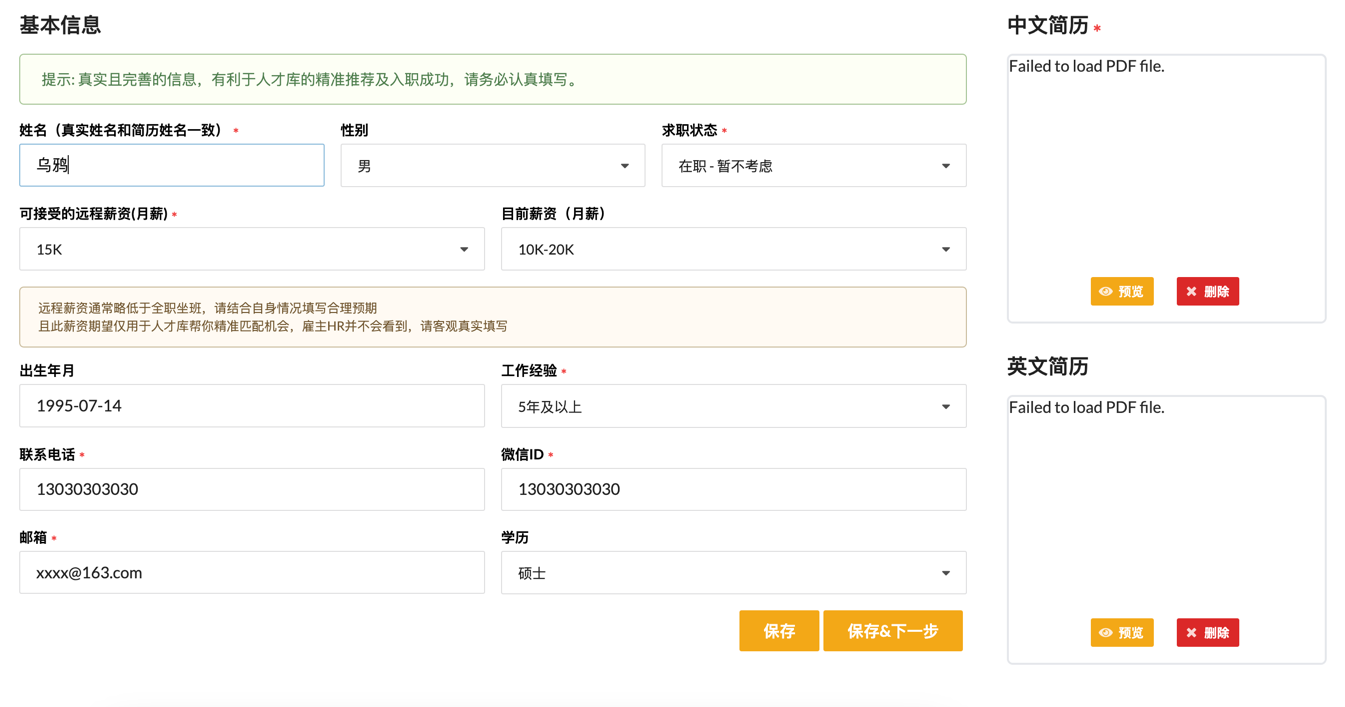 基本信息
提示: 真实且完善的信息，有利于人才库的精准推荐及入职成功，请务必认真填写。
姓名（真实姓名和简历姓名一致） *
乌鸦
性别
男
求职状态 *
在职 - 暂不考虑
可接受的远程薪资(月薪) *
15K
目前薪资（月薪）
10K-20K
远程薪资通常略低于全职坐班，请结合自身情况填写合理预期
且此薪资期望仅用于人才库帮你精准匹配机会，雇主HR并不会看到，请客观真实填写
出生年月
1995-07-14
工作经验 *
5年及以上
联系电话 *
13030303030
微信ID *
13030303030
邮箱 *
xxxx@163.com
学历
硕士
保存
保存&下一步
中文简历 *
Failed to load PDF file.
预览
删除
英文简历
Failed to load PDF file.
预览
删除